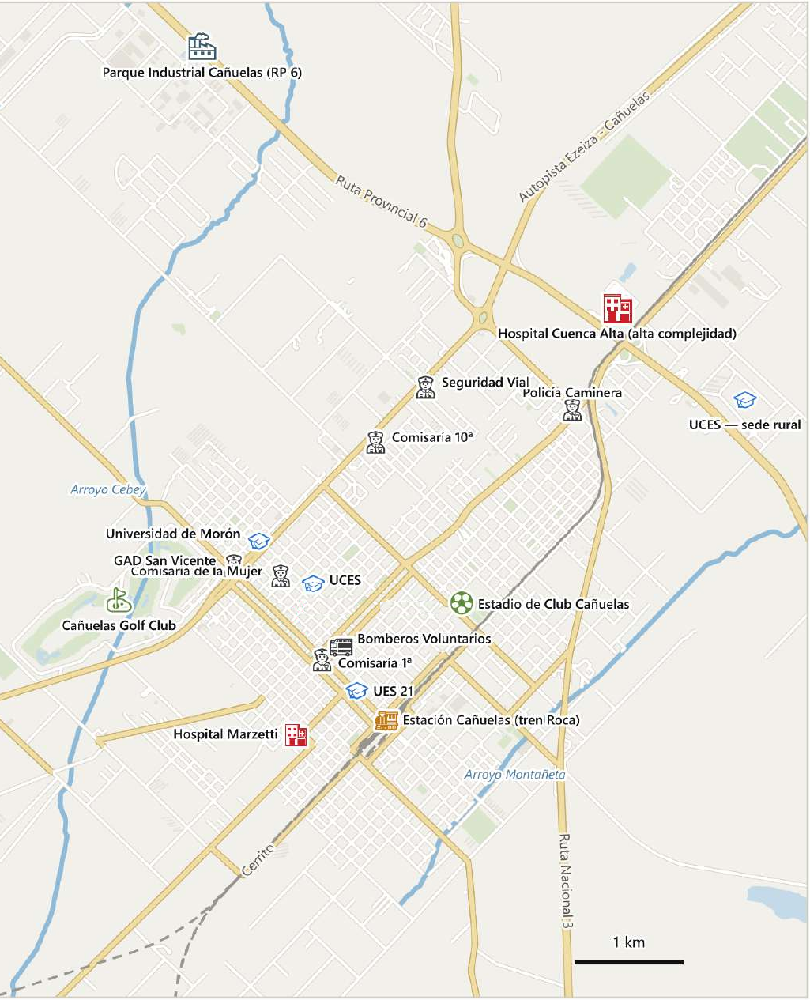 Parque Industrial Cañuelas (RP 6)
Autopista Ezeiza - Cañuelas
Ruta Provincial 6
Hospital Cuenca Alta (alta complejidad)
Seguridad Vial
Policía Caminera
UCES — sede rural
Comisaría 10ª
Arroyo Cebey
Universidad de Morón
GAD San Vicente
Comisaría de la Mujer
UCES
Estadio de Club Cañuelas
Cañuelas Golf Club
Bomberos Voluntarios
Comisaría 1ª
UES 21
Estación Cañuelas (tren Roca)
Hospital Marzetti
Arroyo Montañeta
Cerrito
Ruta Nacional 3
1 km